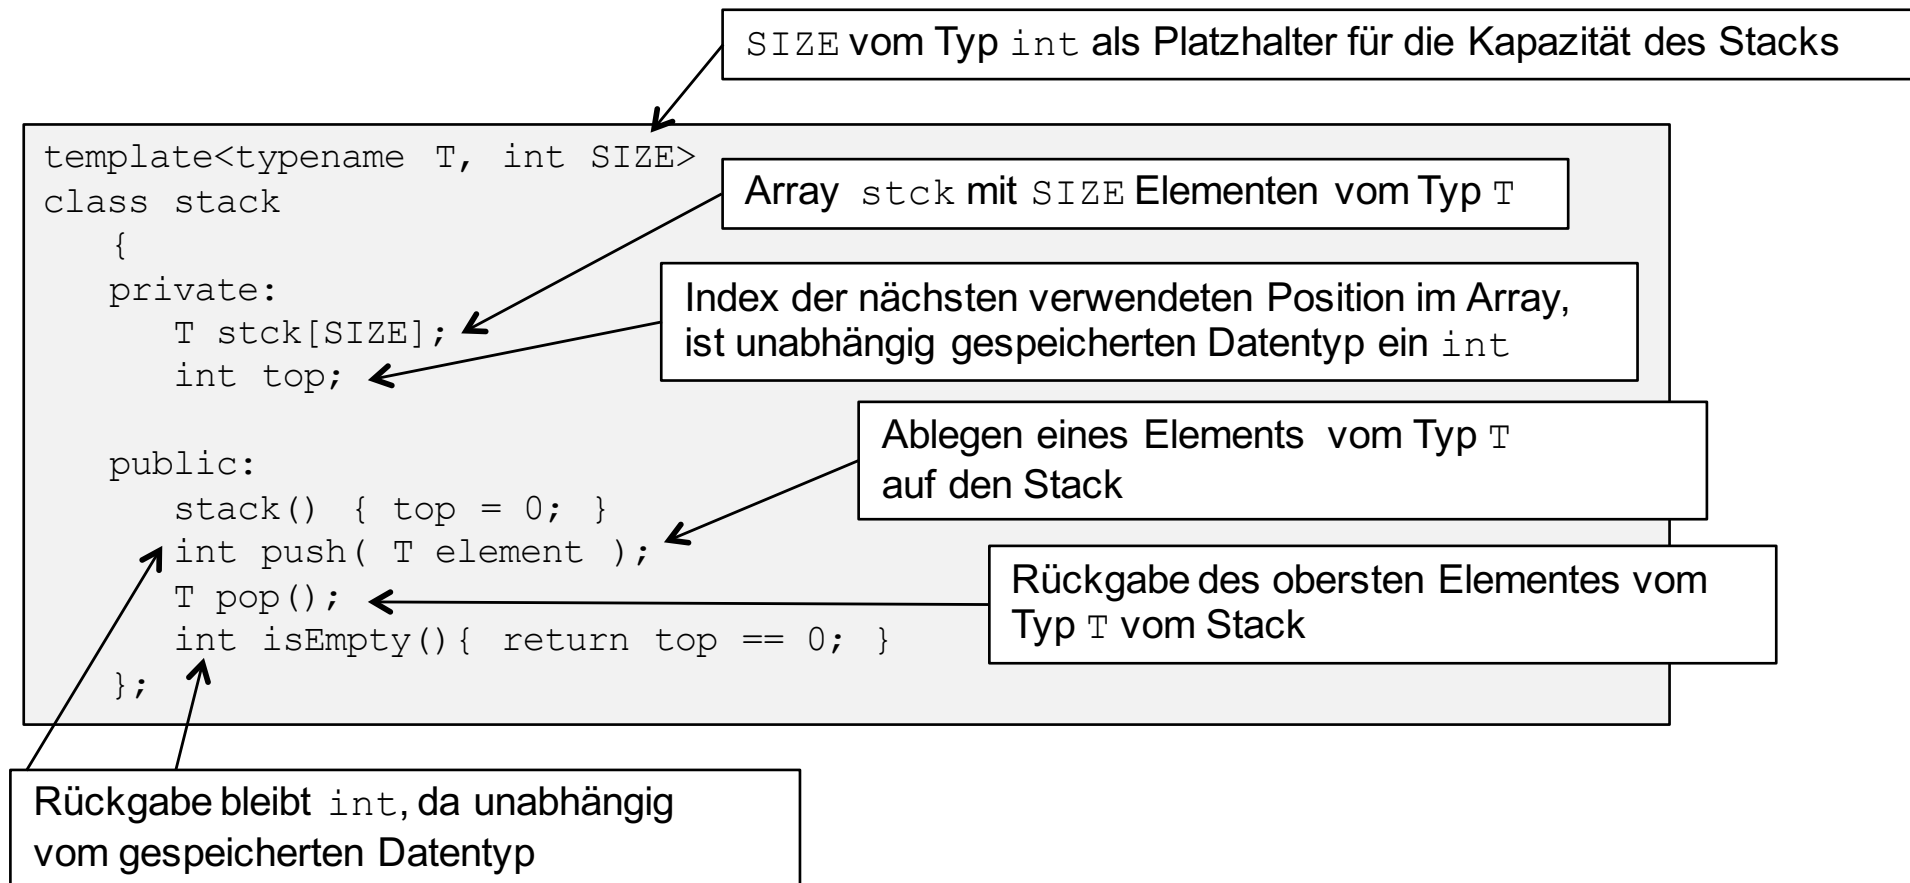 SIZE vom Typ int als Platzhalter für die Kapazität des Stacks
template<typename T, int SIZE>
class stack
{
private:
T stck[SIZE];
int top;
public:
stack() { top = 0; }
int push( T element );
T pop();
int isEmpty(){ return top == 0; }
};
Array stck mit SIZE Elementen vom Typ T
Index der nächsten verwendeten Position im Array,
ist unabhängig gespeicherten Datentyp ein int
Ablegen eines Elements vom Typ T
auf den Stack
Rückgabe des obersten Elementes vom
Typ T vom Stack
Rückgabe bleibt int, da unabhängig
vom gespeicherten Datentyp